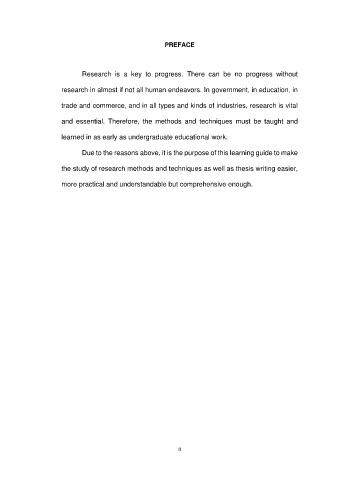 PREFACE
Research is a key to progress. There can be no progress without
research in almost if not all human endeavors. In government, in education, in
trade and commerce, and in all types and kinds of industries, research is vital
and essential. Therefore, the methods and techniques must be taught and
learned in as early as undergraduate educational work.
Due to the reasons above, it is the purpose of this learning guide to make
the study of research methods and techniques as well as thesis writing easier,
more practical and understandable but comprehensive enough.
ii